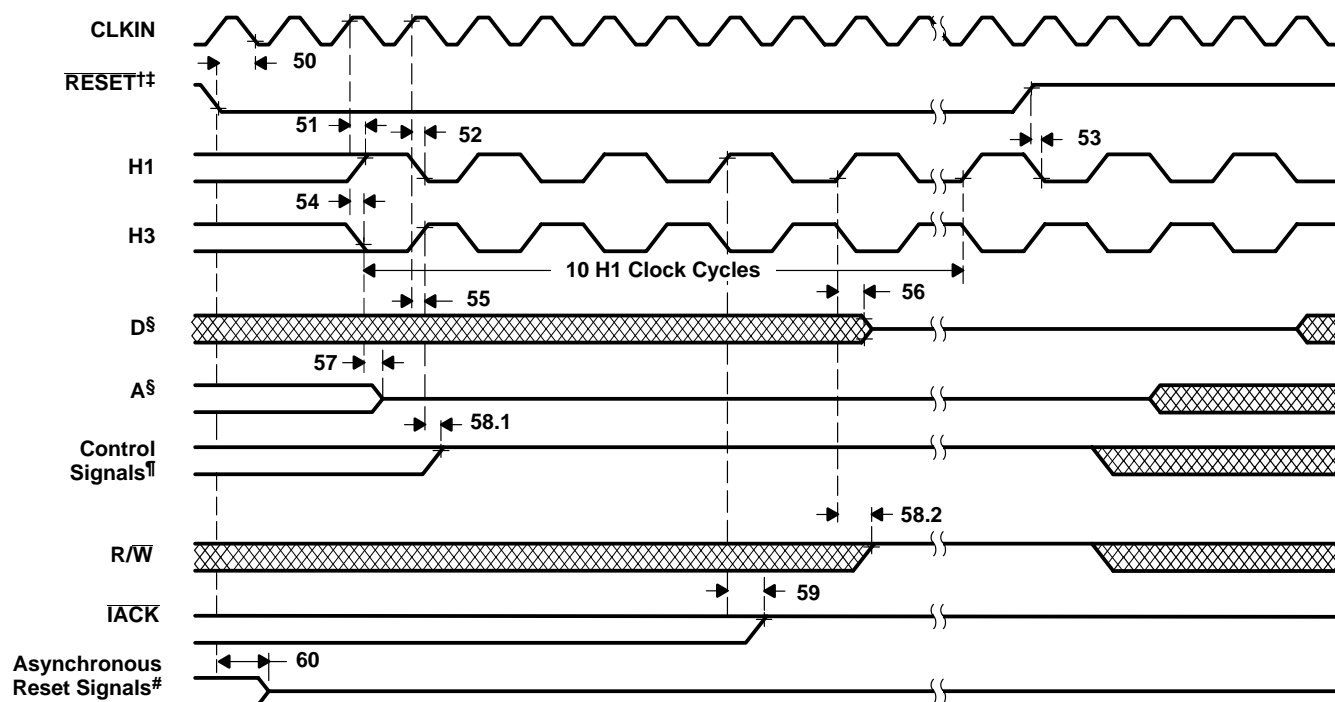 CLKIN
50
RESET†‡
51
52
53
H1
54
H3
10 H1 Clock Cycles
55
56
D§
57
A§
58.1
Control
Signals¶
58.2
R/W
59
IACK
60
Asynchronous
Reset Signals#